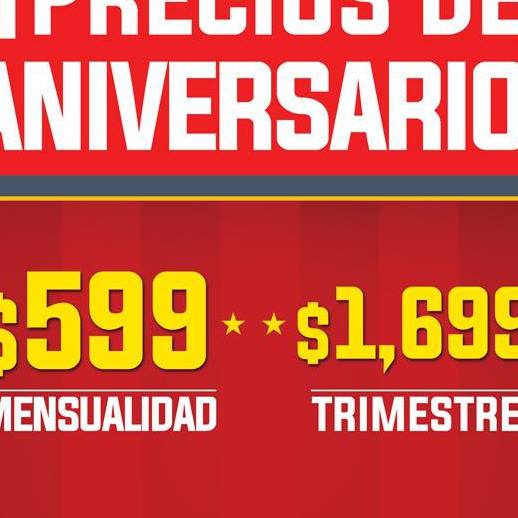 ¡PRECIOS DE
ANIVERSARIO
$599 $1,699
MENSUALIDAD TRIMESTRE